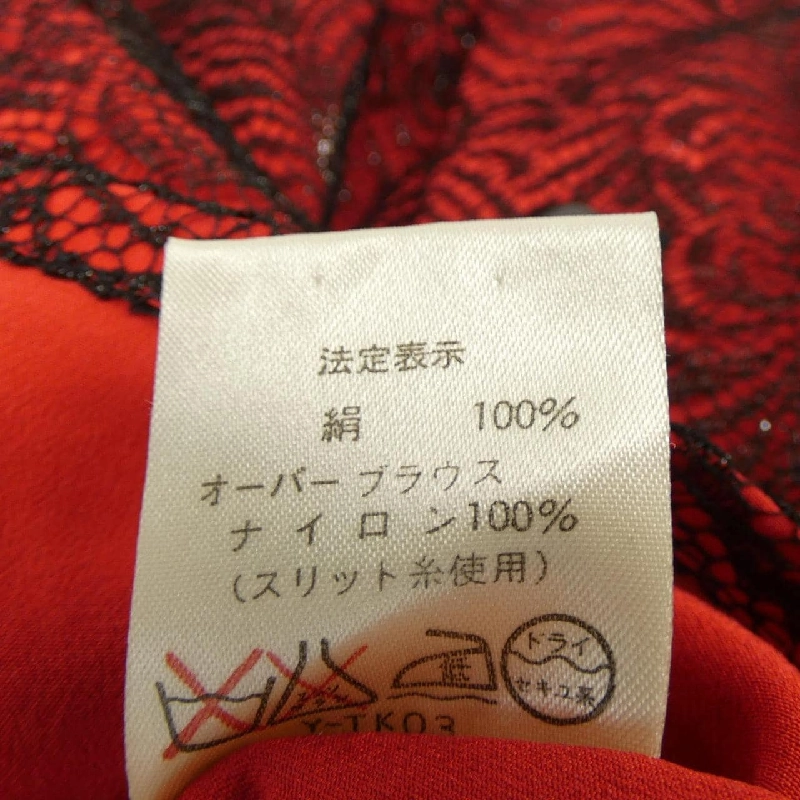 法定表示
絹 100%
オーバーブラウス
ナイロン100%
(スリット糸使用)
低
ドライ
セキユ系
Y-TK03